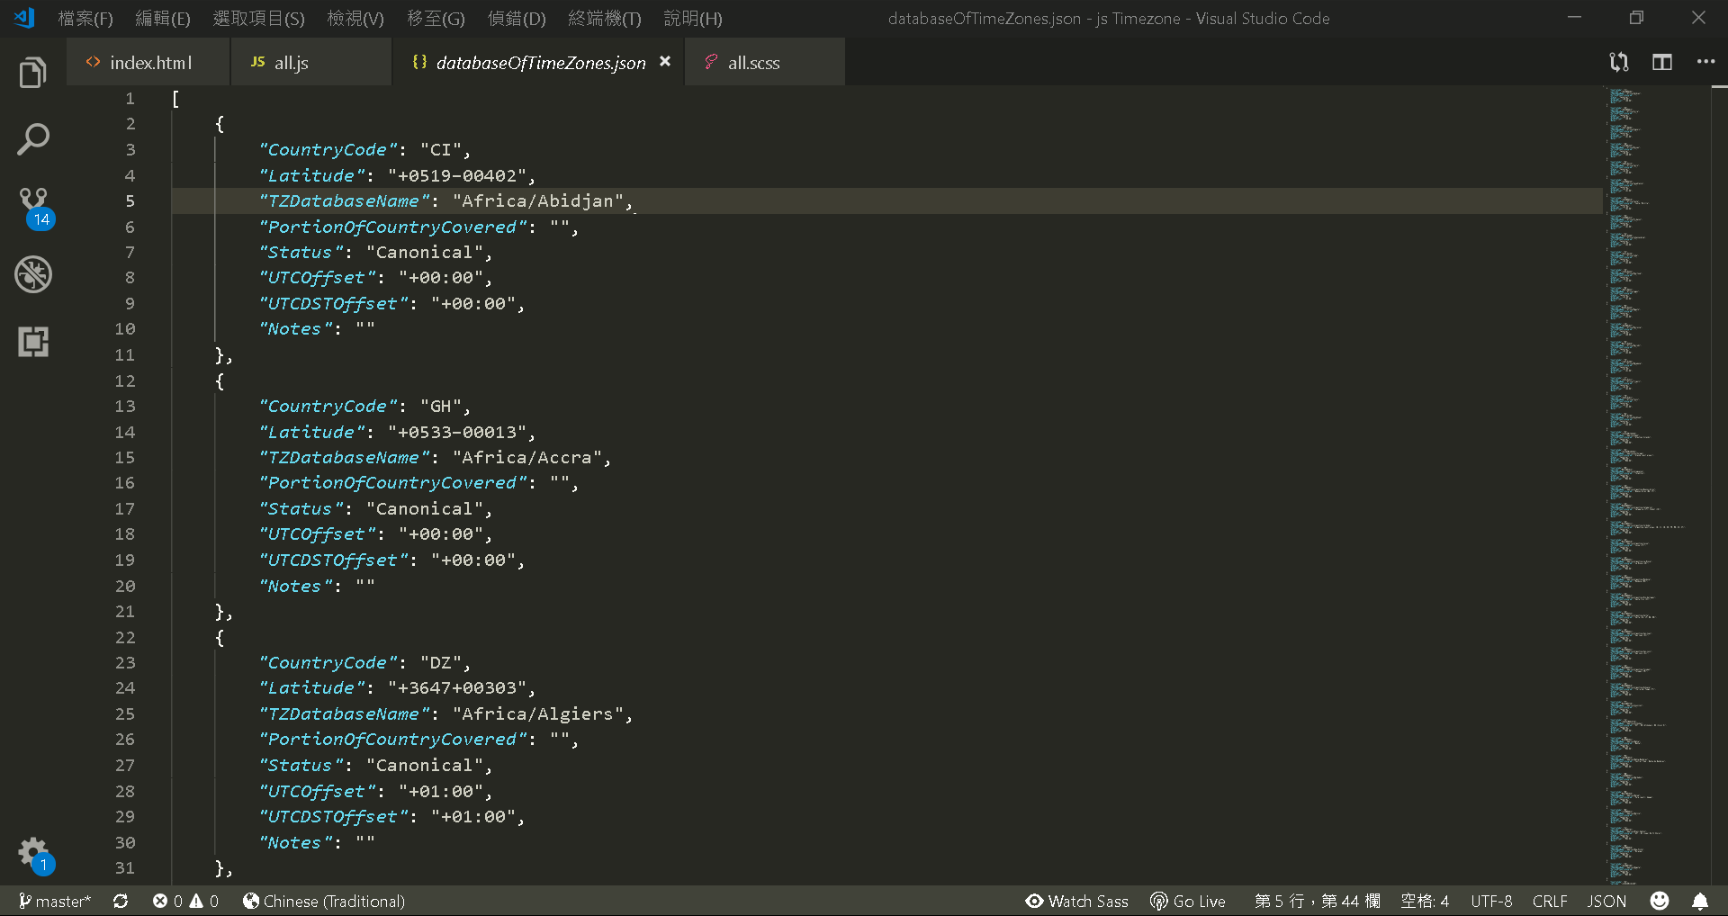 檔案(F) 編輯(E) 選取項目(S) 檢視(V) 移至(G) 偵錯(D) 終端機(T) 說明(H) databaseOfTimeZones.json - js Timezone - Visual Studio Code
<> index.html JS all.js {} databaseOfTimeZones.json × all.scss
1 [
2 {
3 "CountryCode": "CI",
4 "Latitude": "+0519-00402",
5 "TZDatabaseName": "Africa/Abidjan",
6 "PortionOfCountryCovered": "",
7 "Status": "Canonical",
8 "UTCOffset": "+00:00",
9 "UTCDSTOffset": "+00:00",
10 "Notes": ""
11 },
12 {
13 "CountryCode": "GH",
14 "Latitude": "+0533-00013",
15 "TZDatabaseName": "Africa/Accra",
16 "PortionOfCountryCovered": "",
17 "Status": "Canonical",
18 "UTCOffset": "+00:00",
19 "UTCDSTOffset": "+00:00",
20 "Notes": ""
21 },
22 {
23 "CountryCode": "DZ",
24 "Latitude": "+3647+00303",
25 "TZDatabaseName": "Africa/Algiers",
26 "PortionOfCountryCovered": "",
27 "Status": "Canonical",
28 "UTCOffset": "+01:00",
29 "UTCDSTOffset": "+01:00",
30 "Notes": ""
31 },
14
1
master* 0 0 Chinese (Traditional) Watch Sass Go Live 第 5 行，第 44 欄 空格: 4 UTF-8 CRLF JSON